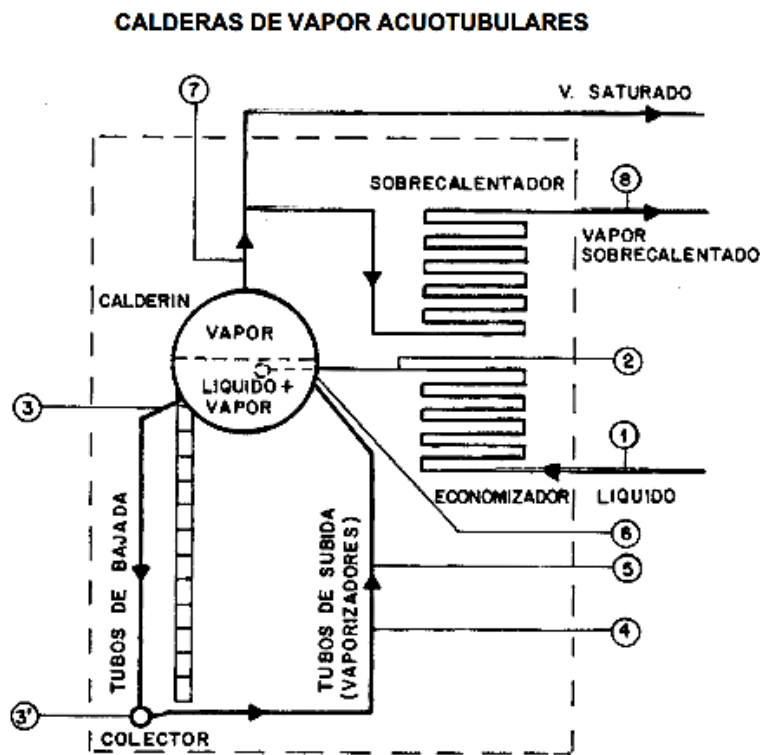 CALDERAS DE VAPOR ACUOTUBULARES
7
V. SATURADO
SOBRECALENTADOR
8
VAPOR
SOBRECALENTADO
CALDERIN
VAPOR
2
LIQUIDO +
VAPOR
3
1
ECONOMIZADOR
LIQUIDO
6
TUBOS DE BAJADA
TUBOS DE SUBIDA
(VAPORIZADORES)
5
4
3'
COLECTOR